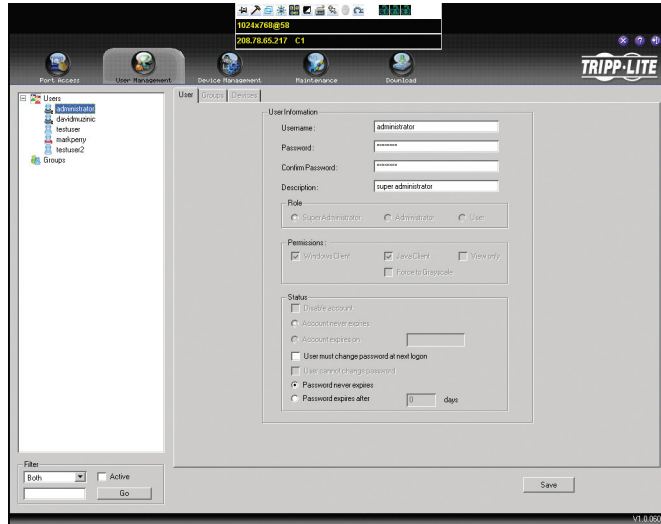 1024x768@58
208.78.65.217 C1
Port Access
User Management
Device Management
Maintenance
Download
TRIPP·LITE
Users
administrator
davidmuzinic
testuser
markperry
testuser2
Groups
User
Groups
Devices
User Information
Username:
administrator
Password:
Confirm Password:
Description:
super administrator
Role
Super Administrator
Administrator
User
Permissions:
Windows Client
Java Client
View only
Force to Grayscale
Status
Disable account
Account never expires
Account expires on
User must change password at next logon
User cannot change password
Password never expires
Password expires after
0
days
Filter
Both
Active
Go
Save
V1.0.060